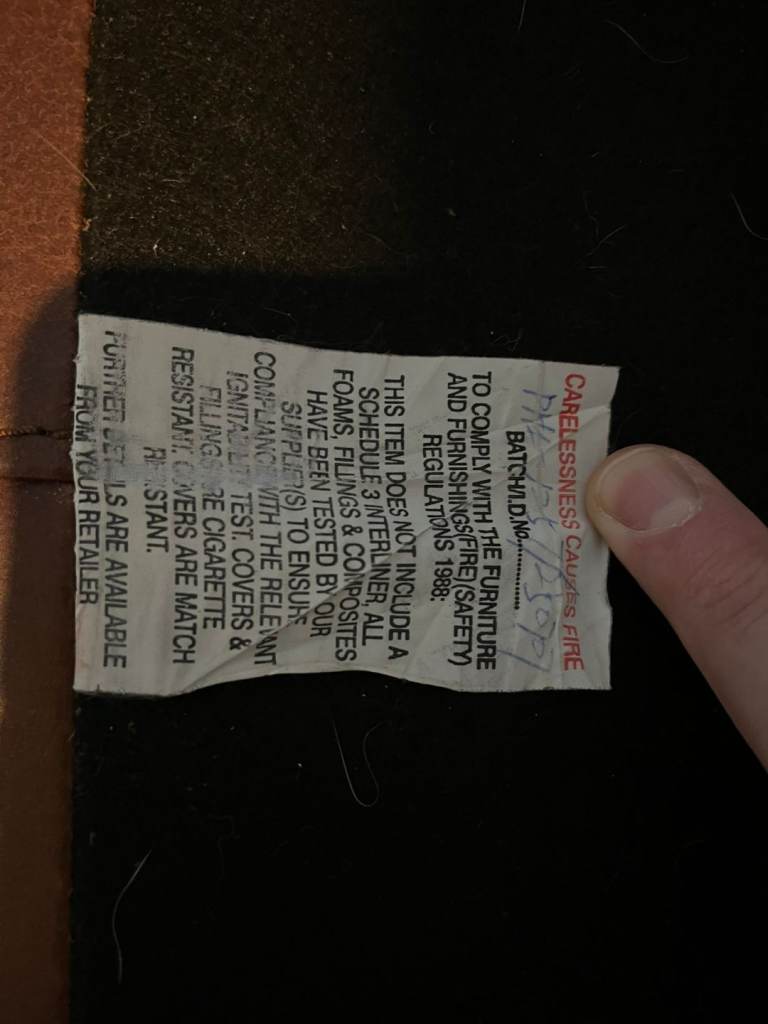 CARELESSNESS CAUSES FIRE
BATCH/I.D.No...............
TO COMPLY WITH THE FURNITURE
AND FURNISHINGS(FIRE)(SAFETY)
REGULATIONS 1988:
THIS ITEM DOES NOT INCLUDE A
SCHEDULE 3 INTERLINER, ALL
FOAMS, FILINGS & COMPOSITES
HAVE BEEN TESTED BY OUR
SUPPLIER(S) TO ENSURE
COMPLIANCE WITH THE RELEVANT
IGNITABILITY TEST. COVERS &
FILLINGS ARE CIGARETTE
RESISTANT. COVERS ARE MATCH
RESISTANT.
FURTHER DETAILS ARE AVAILABLE
FROM YOUR RETAILER